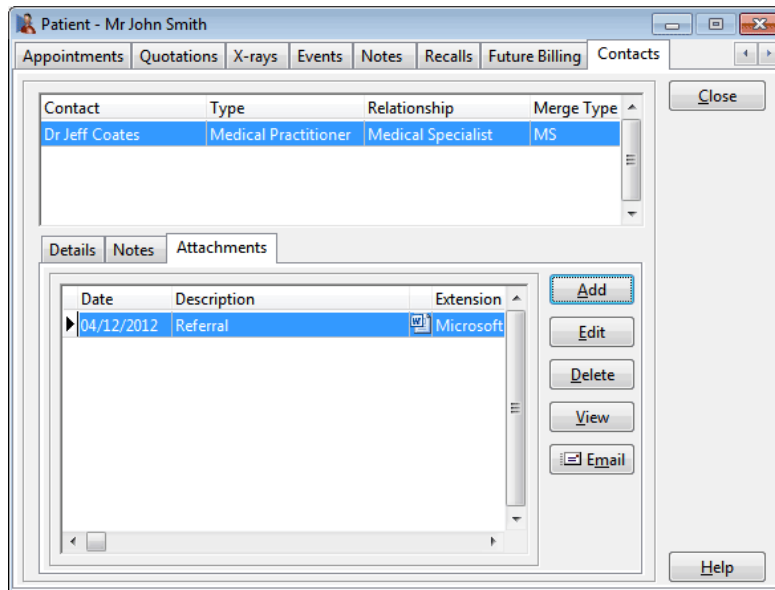 Patient - Mr John Smith
Appointments Quotations X-rays Events Notes Recalls Future Billing Contacts
Close
Contact Type Relationship Merge Type
Dr Jeff Coates Medical Practitioner Medical Specialist MS
Details Notes Attachments
Date Description Extension
04/12/2012 Referral Microsoft
Add
Edit
Delete
View
Email
Help